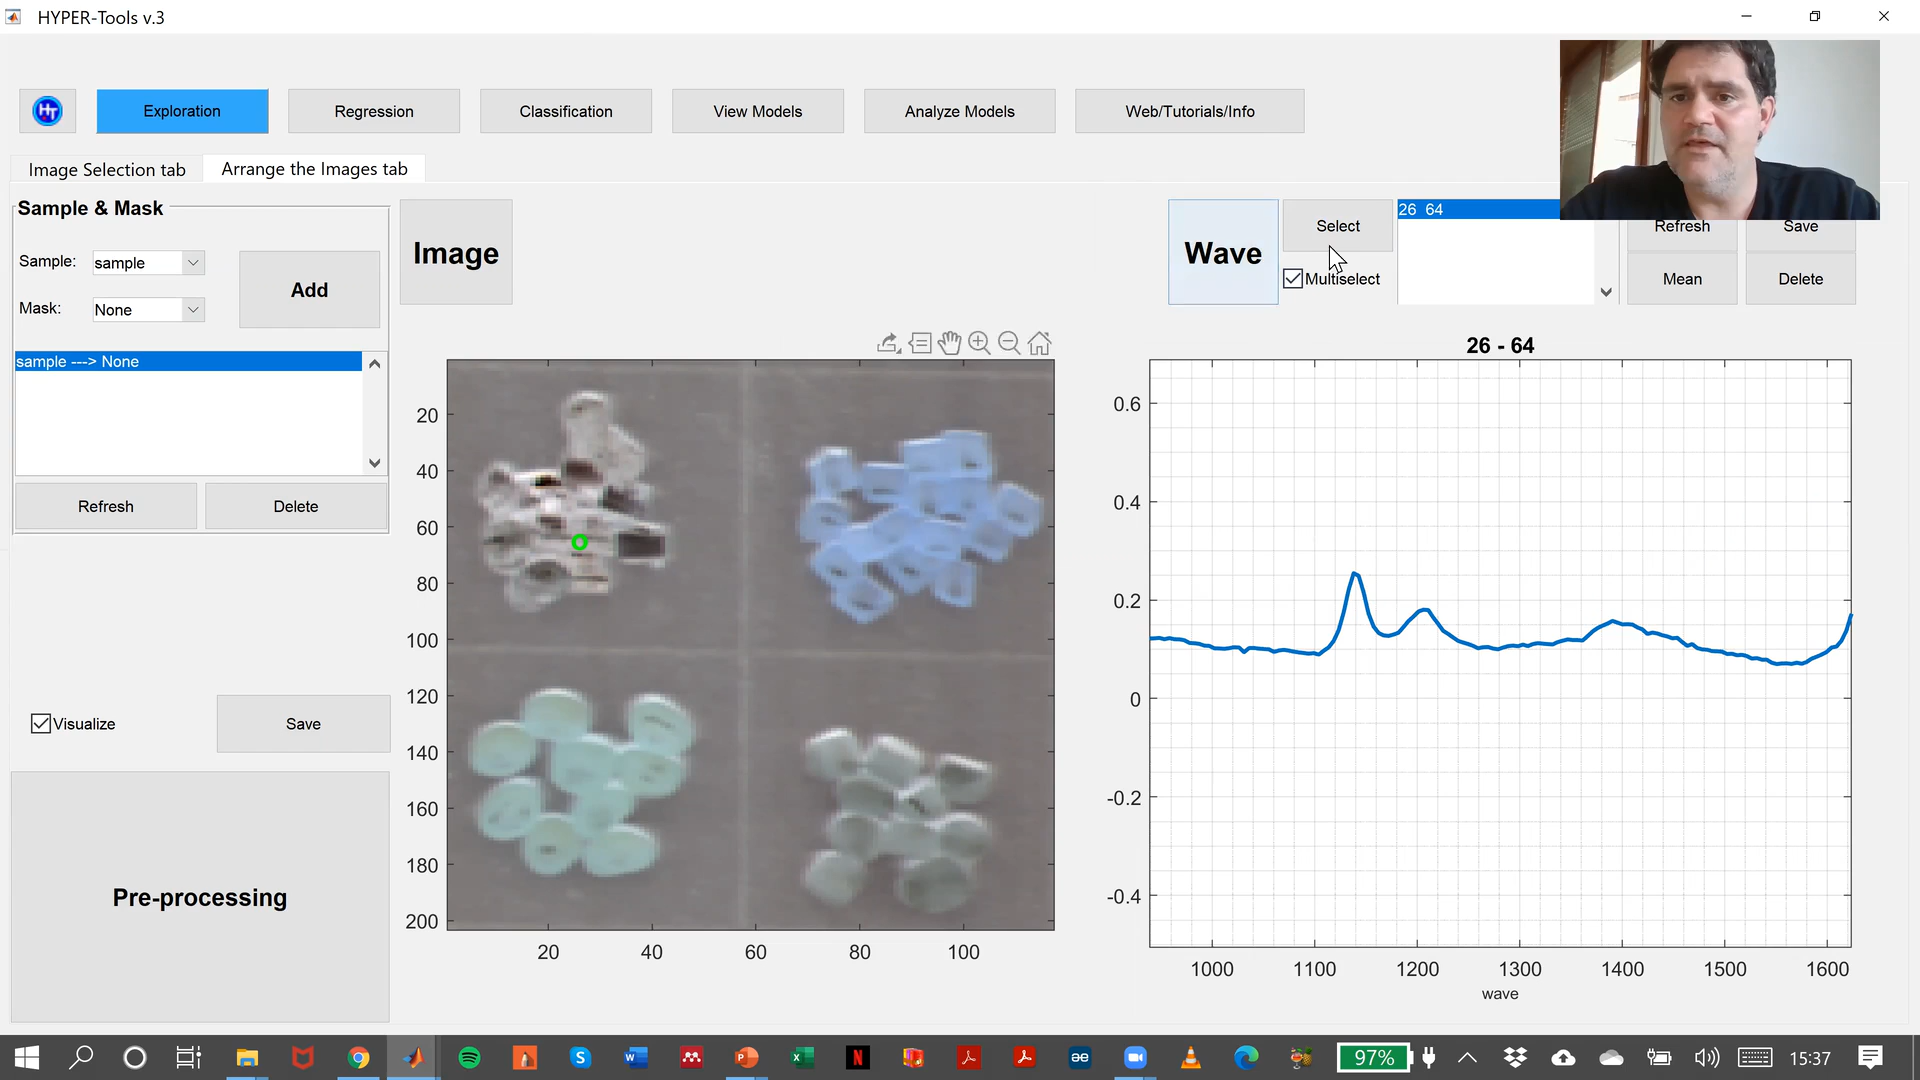 HYPER-Tools v.3
HT
Exploration
Regression
Classification
View Models
Analyze Models
Web/Tutorials/Info
Image Selection tab
Arrange the Images tab
Sample & Mask
Sample:
sample
Mask:
None
Add
sample ---> None
Refresh
Delete
Visualize
Save
Pre-processing
Image
Wave
Select
Multiselect
26 64
Refresh
Save
Mean
Delete
20
40
60
80
100
120
140
160
180
200
20
40
60
80
100
26 - 64
0.6
0.4
0.2
0
-0.2
-0.4
1000
1100
1200
1300
1400
1500
1600
wave
97%
15:37